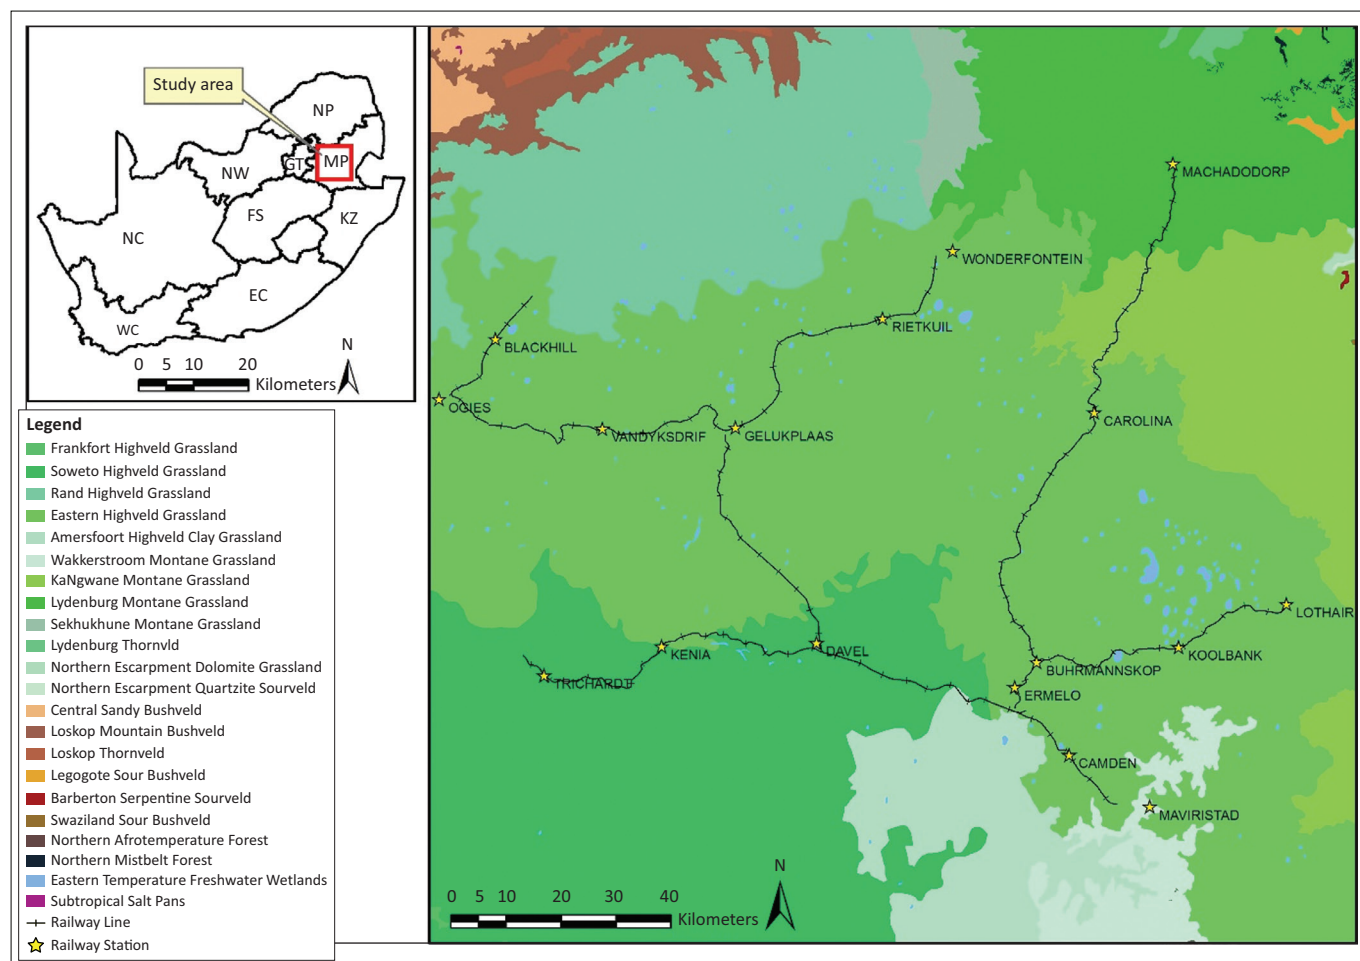 Study area
NP
GT
MP
NW
FS
KZ
NC
EC
WC
N
0 5 10 20
Kilometers
Legend
Frankfort Highveld Grassland
Soweto Highveld Grassland
Rand Highveld Grassland
Eastern Highveld Grassland
Amersfoort Highveld Clay Grassland
Wakkerstroom Montane Grassland
KaNgwane Montane Grassland
Lydenburg Montane Grassland
Sekhukhune Montane Grassland
Lydenburg Thornvld
Northern Escarpment Dolomite Grassland
Northern Escarpment Quartzite Sourveld
Central Sandy Bushveld
Loskop Mountain Bushveld
Loskop Thornveld
Legogote Sour Bushveld
Barberton Serpentine Sourveld
Swaziland Sour Bushveld
Northern Afrotemperature Forest
Northern Mistbelt Forest
Eastern Temperature Freshwater Wetlands
Subtropical Salt Pans
Railway Line
Railway Station
MACHADODORP
WONDERFONTEIN
RIETKUIL
BLACKHILL
OGIES
VANDYKSDRIF
GELUKPLAAS
CAROLINA
LOTHAIR
KENIA
DAVEL
KOOLBANK
BUHRMANNSKOP
TRICHARDT
ERMELO
CAMDEN
MAVIRISTAD
N
0 5 10 20 30 40
Kilometers